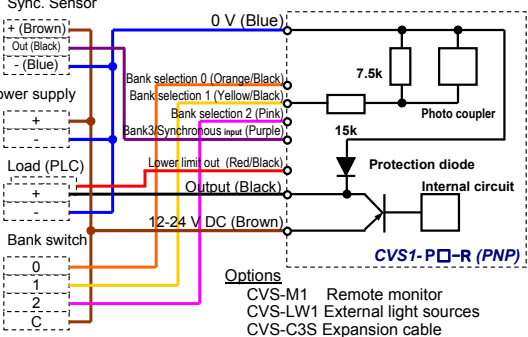 Sync. Sensor
+ (Brown)
Out (Black)
- (Blue)
ower supply
+
-
Load (PLC)
+
-
Bank switch
0
1
2
C
0 V (Blue)
Bank selection 0 (Orange/Black)
Bank selection 1 (Yellow/Black)
Bank selection 2 (Pink)
Bank3/Synchronous input (Purple)
Lower limit out (Red/Black)
Output (Black)
12-24 V DC (Brown)
7.5k
Photo coupler
15k
Protection diode
Internal circuit
CVS1-P□-R (PNP)
Options
CVS-M1 Remote monitor
CVS-LW1 External light sources
CVS-C3S Expansion cable